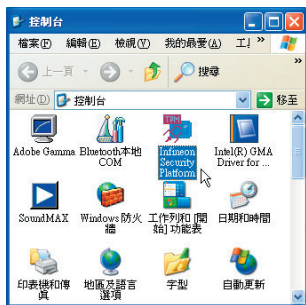 控制台
檔案(F) 編輯(E) 檢視(V) 我的最愛(A) 工具 »
上一頁 搜尋 »
網址(D) 控制台 移至
TPM
Adobe Gamma
Bluetooth本地
COM
Infineon
Security
Platform
Intel(R) GMA
Driver for ...
SoundMAX
Windows 防火
牆
工作列和 [開
始] 功能表
日期和時間
印表機和傳
真
地區及語言
選項
字型
自動更新